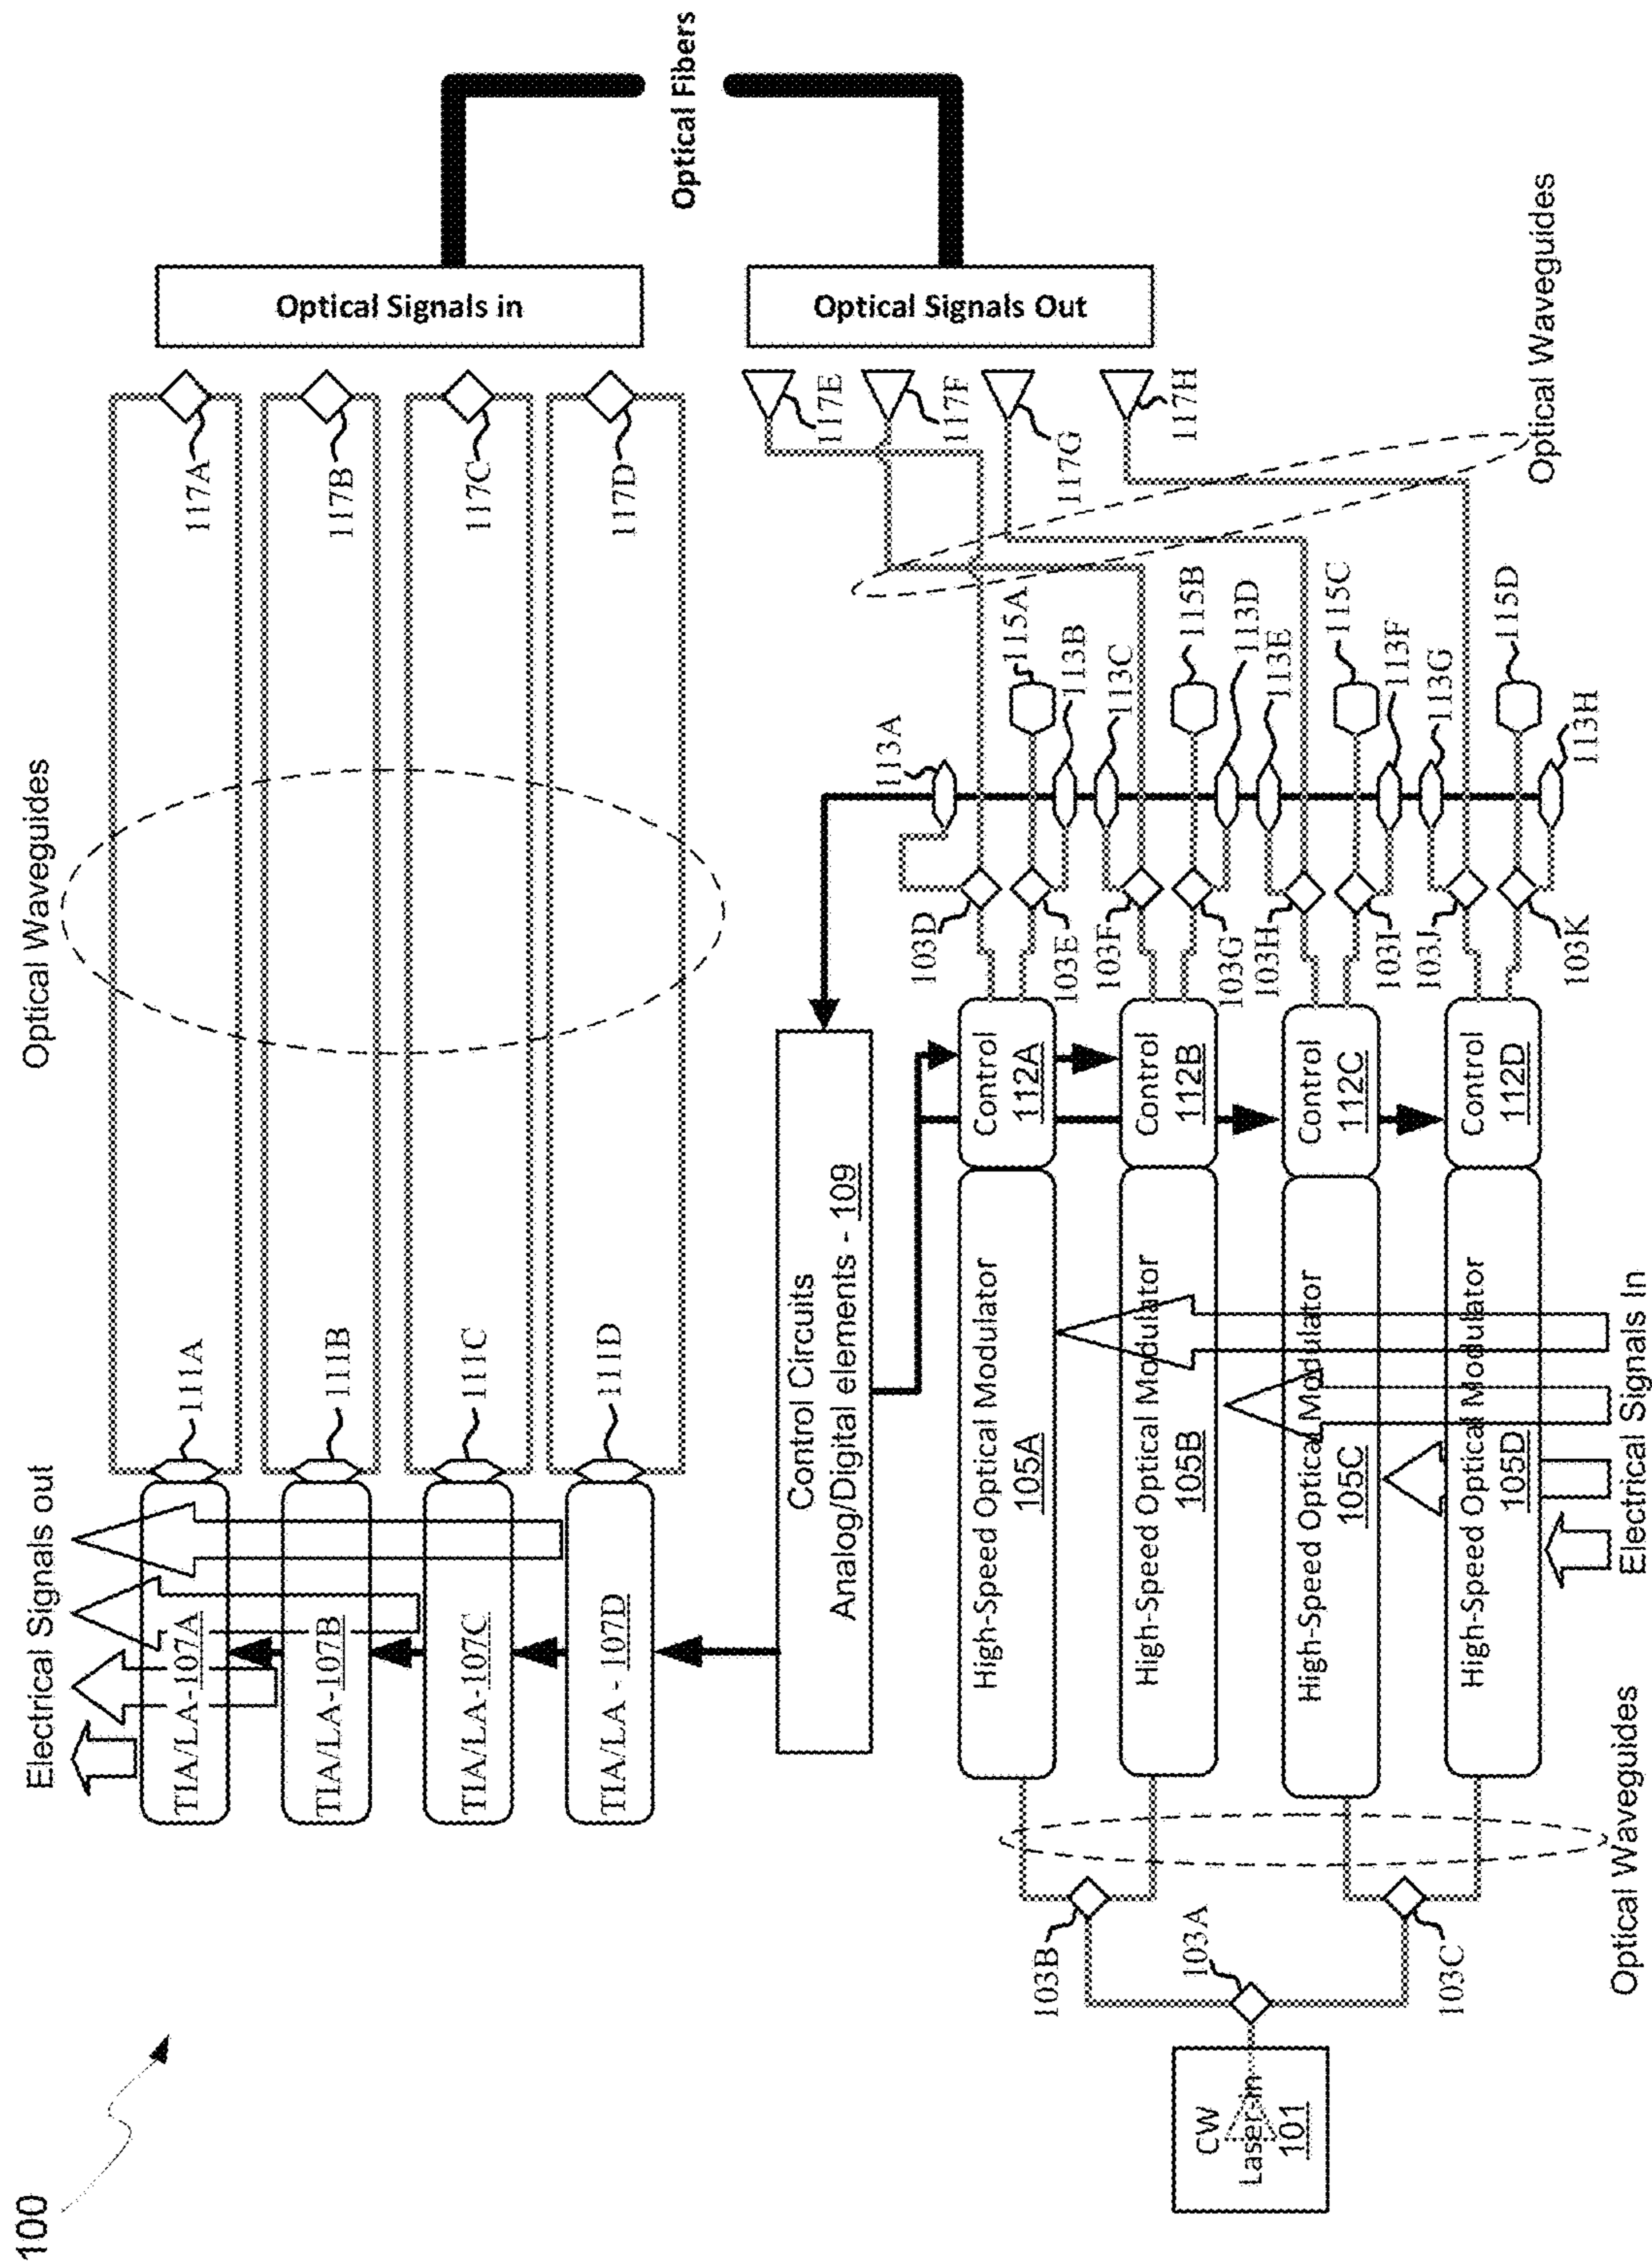 100
Electrical Signals out
Optical Waveguides
TIA/LA-107A
111A
117A
TIA/LA-107B
111B
117B
TIA/LA-107C
111C
117C
TIA/LA - 107D
111D
117D
Optical Signals in
Optical Fibers
Optical Signals Out
Control Circuits
Analog/Digital elements - 109
CW
Laser-in
101
103A
103B
103C
Optical Waveguides
High-Speed Optical Modulator
105A
Control
112A
High-Speed Optical Modulator
105B
Control
112B
High-Speed Optical Modulator
105C
Control
112C
High-Speed Optical Modulator
105D
Control
112D
Electrical Signals In
103D
103E
103F
103G
103H
103I
103J
103K
113A
115A
113B
113C
115B
113D
113E
115C
113F
113G
115D
113H
117E
117F
117G
117H
Optical Waveguides